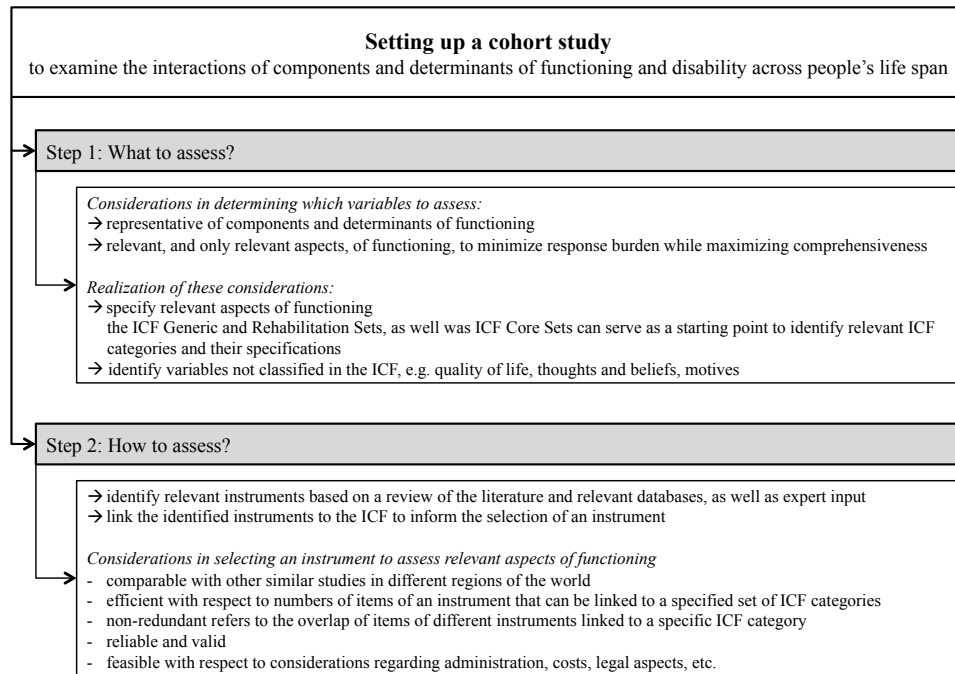 Setting up a cohort study
to examine the interactions of components and determinants of functioning and disability across people's life span
Step 1: What to assess?
Considerations in determining which variables to assess:
→ representative of components and determinants of functioning
→ relevant, and only relevant aspects, of functioning, to minimize response burden while maximizing comprehensiveness
Realization of these considerations:
→ specify relevant aspects of functioning
the ICF Generic and Rehabilitation Sets, as well was ICF Core Sets can serve as a starting point to identify relevant ICF
categories and their specifications
→ identify variables not classified in the ICF, e.g. quality of life, thoughts and beliefs, motives
Step 2: How to assess?
→ identify relevant instruments based on a review of the literature and relevant databases, as well as expert input
→ link the identified instruments to the ICF to inform the selection of an instrument
Considerations in selecting an instrument to assess relevant aspects of functioning
- comparable with other similar studies in different regions of the world
- efficient with respect to numbers of items of an instrument that can be linked to a specified set of ICF categories
- non-redundant refers to the overlap of items of different instruments linked to a specific ICF category
- reliable and valid
- feasible with respect to considerations regarding administration, costs, legal aspects, etc.